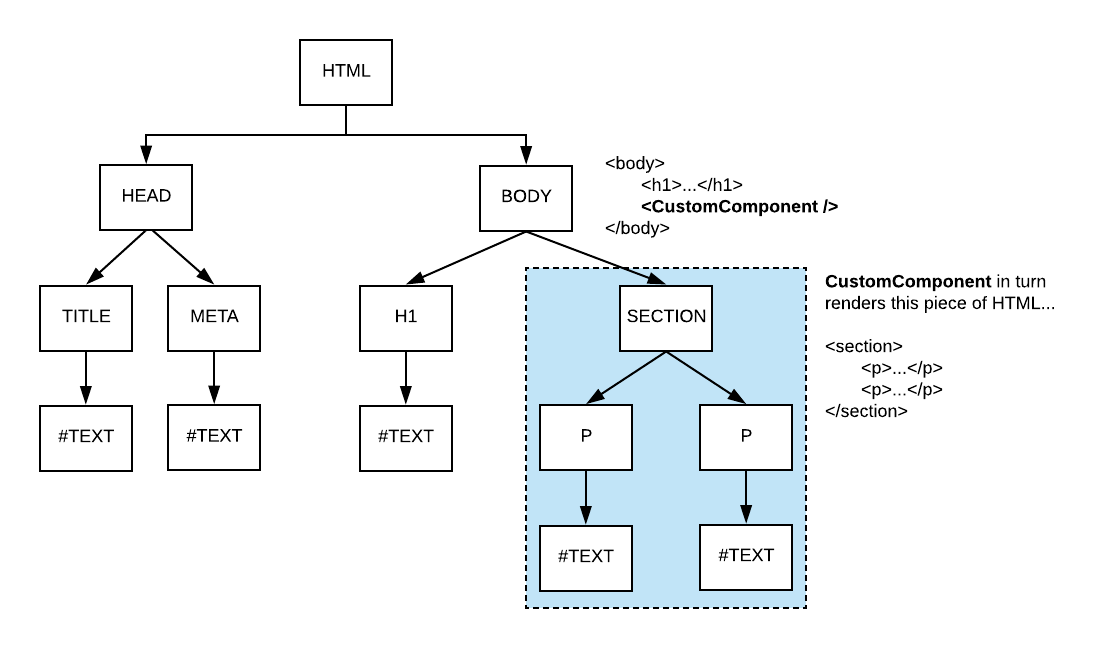 HTML
HEAD
BODY
<body>
<h1>...</h1>
<CustomComponent />
</body>
TITLE
META
H1
SECTION
CustomComponent in turn
renders this piece of HTML...
<section>
<p>...</p>
<p>...</p>
</section>
#TEXT
#TEXT
#TEXT
P
P
#TEXT
#TEXT